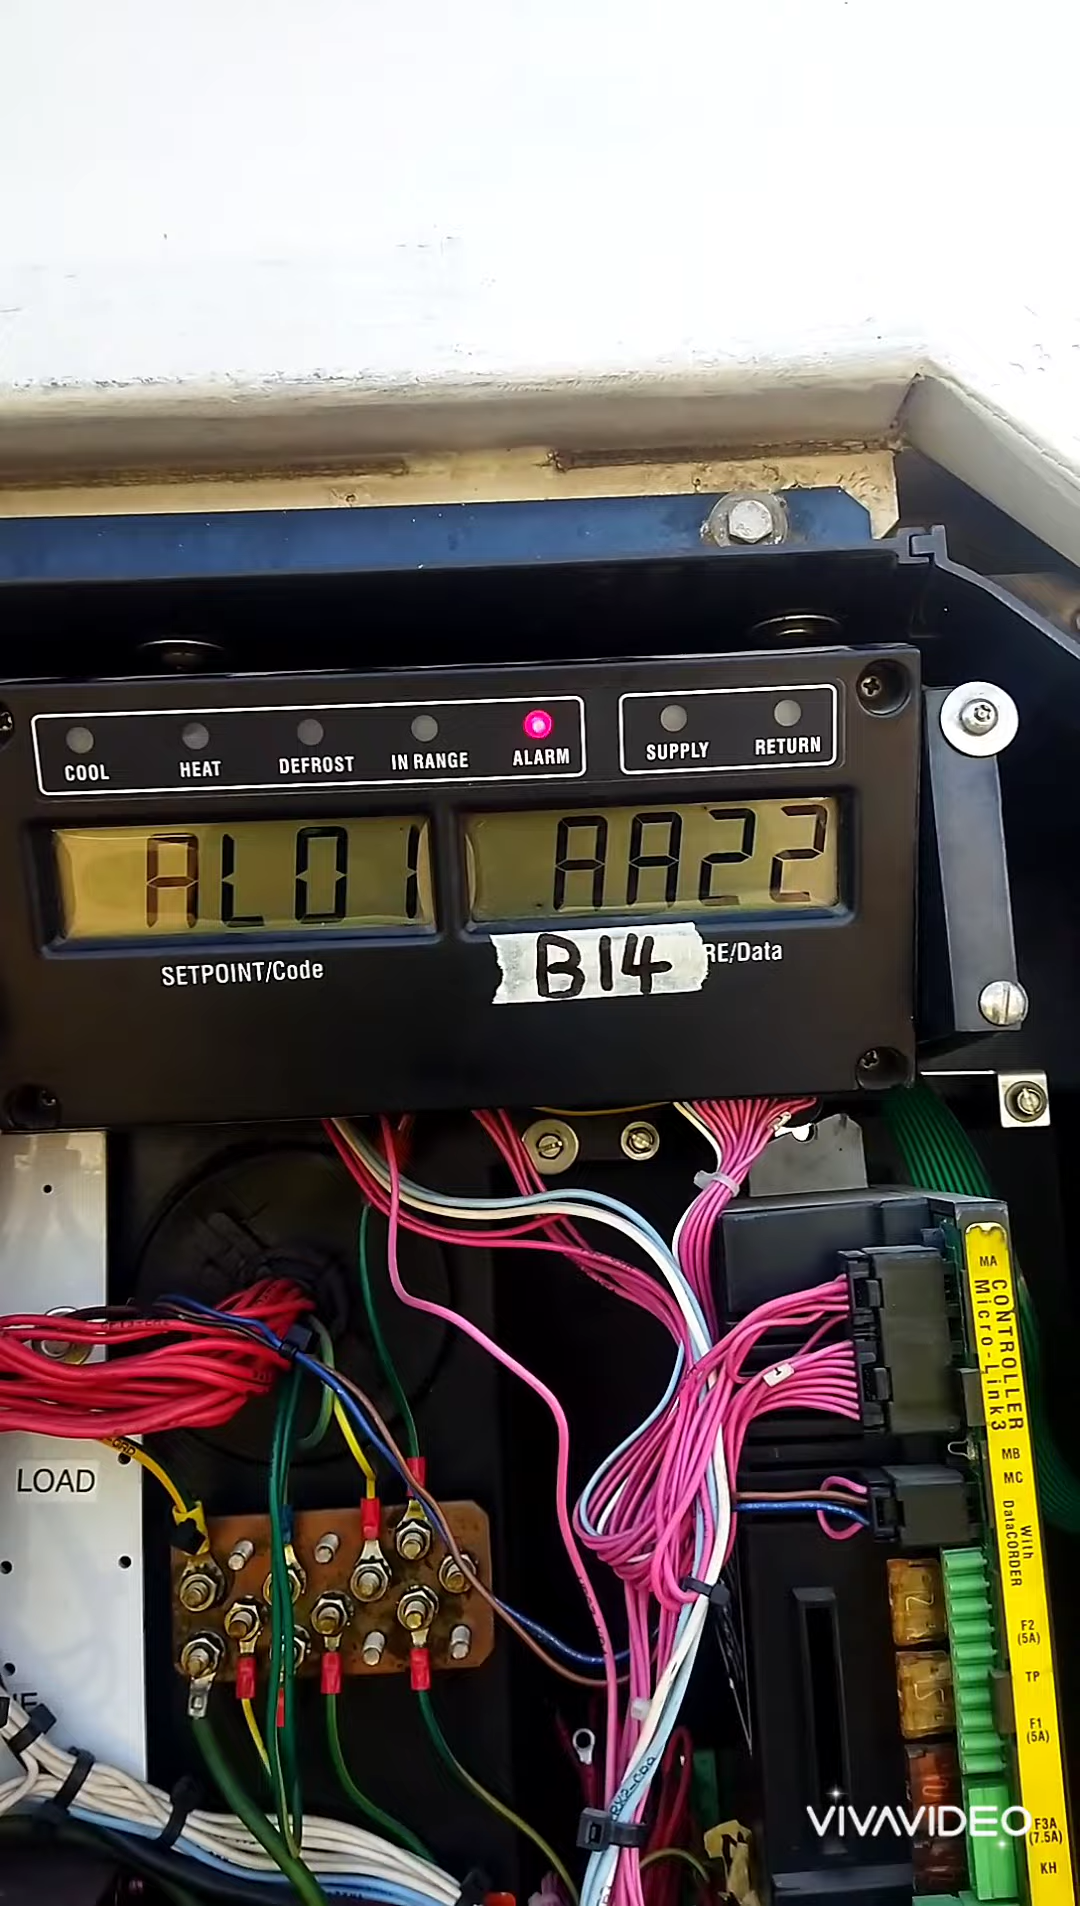 COOL HEAT DEFROST IN RANGE ALARM SUPPLY RETURN
AL01 AA22
SETPOINT/Code RE/Data
B14
MA
CONTROLLER
Micro-Link3
MB
MC
With
DataCORDER
F2
(5A)
TP
F1
(5A)
F3A
(7.5A)
KH
LOAD
VIVAVIDEO